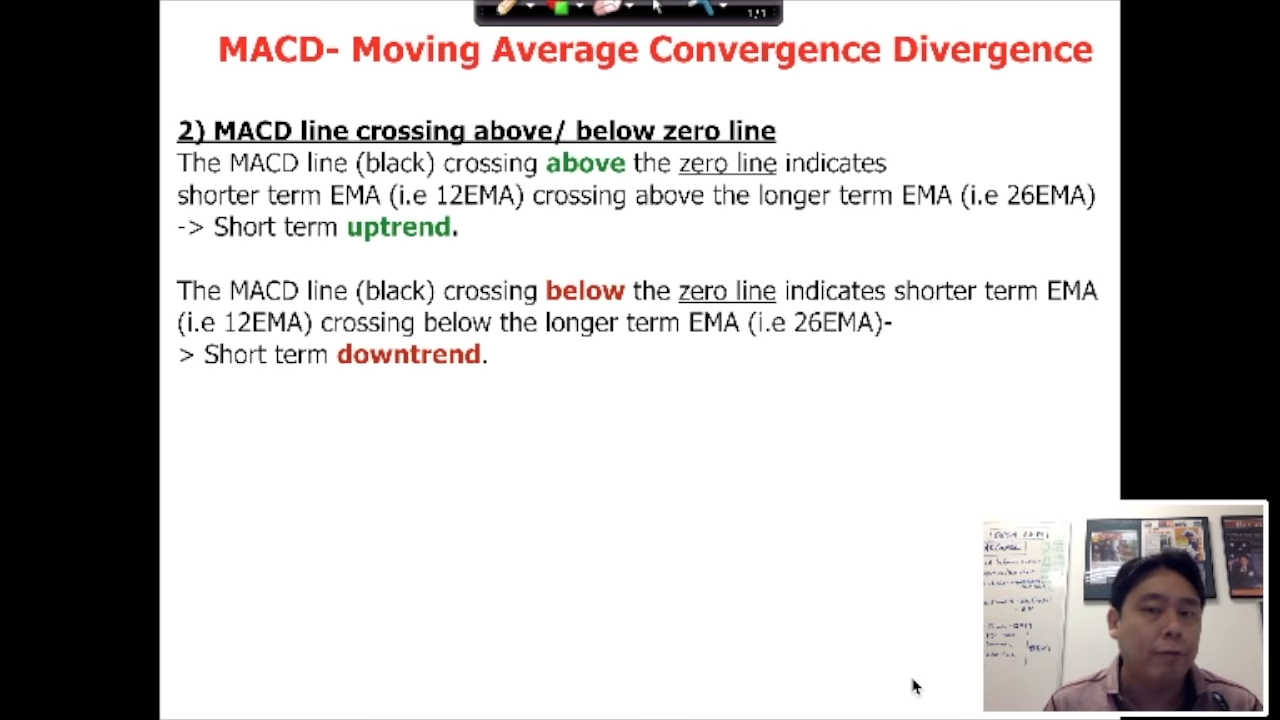 1/1
MACD- Moving Average Convergence Divergence
2) MACD line crossing above/ below zero line
The MACD line (black) crossing above the zero line indicates
shorter term EMA (i.e 12EMA) crossing above the longer term EMA (i.e 26EMA)
-> Short term uptrend.
The MACD line (black) crossing below the zero line indicates shorter term EMA
(i.e 12EMA) crossing below the longer term EMA (i.e 26EMA)-
> Short term downtrend.